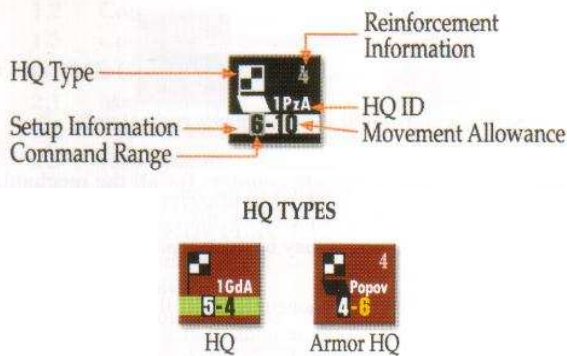 Reinforcement
Information
HQ Type
4
1PzA
HQ ID
Setup Information
6-10
Movement Allowance
Command Range
HQ TYPES
1GdA
5-4
4
Popov
4-6
HQ
Armor HQ